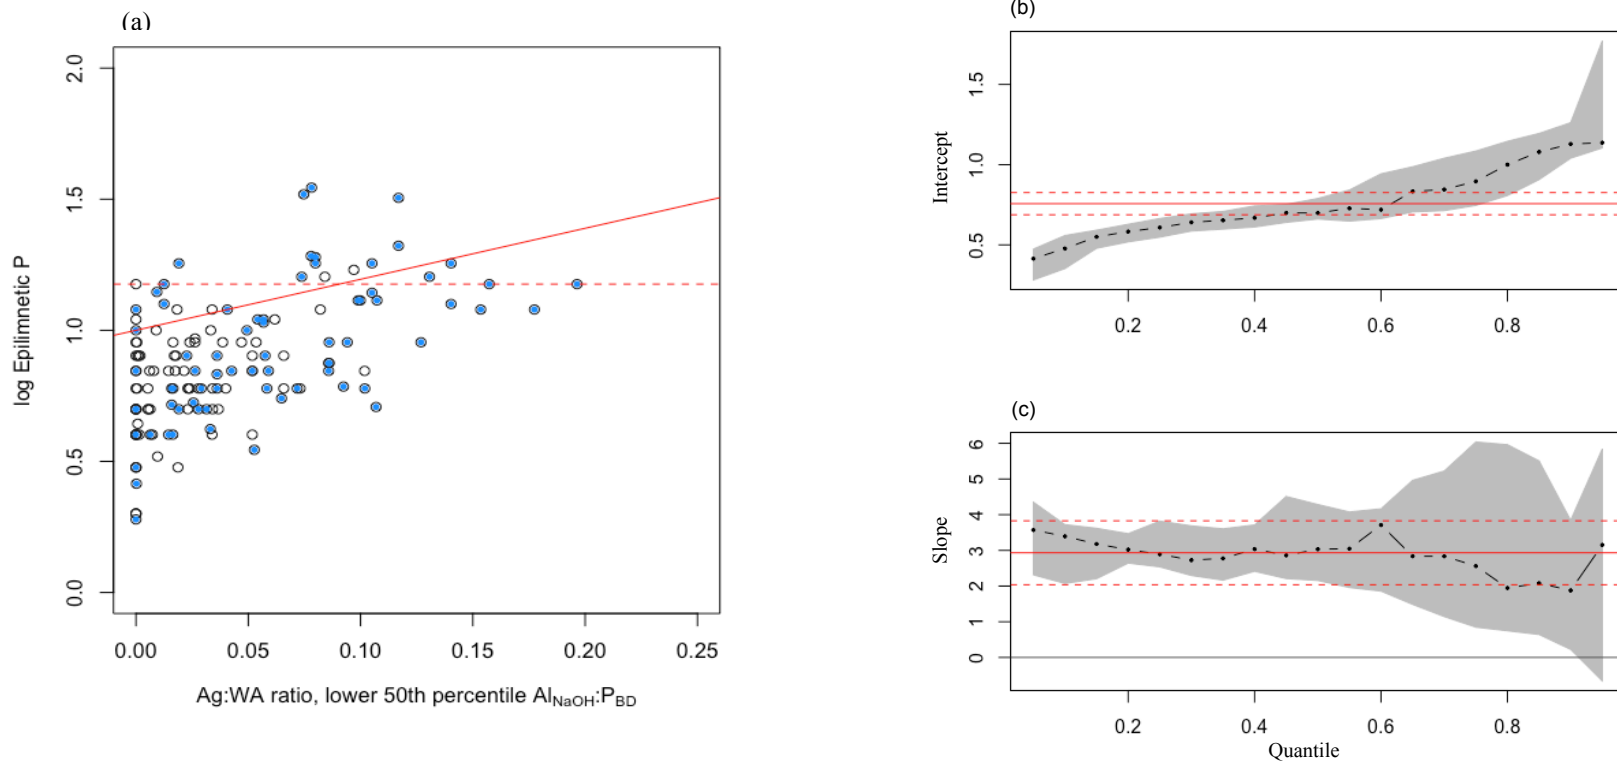 (a)
2.0
1.5
1.0
0.5
0.0
log Epilimnetic P
0.00 0.05 0.10 0.15 0.20 0.25
Ag:WA ratio, lower 50th percentile AlNaOH:PBD
(b)
1.5
1.0
0.5
Intercept
0.2 0.4 0.6 0.8
(c)
6
5
4
3
2
1
0
Slope
0.2 0.4 0.6 0.8
Quantile